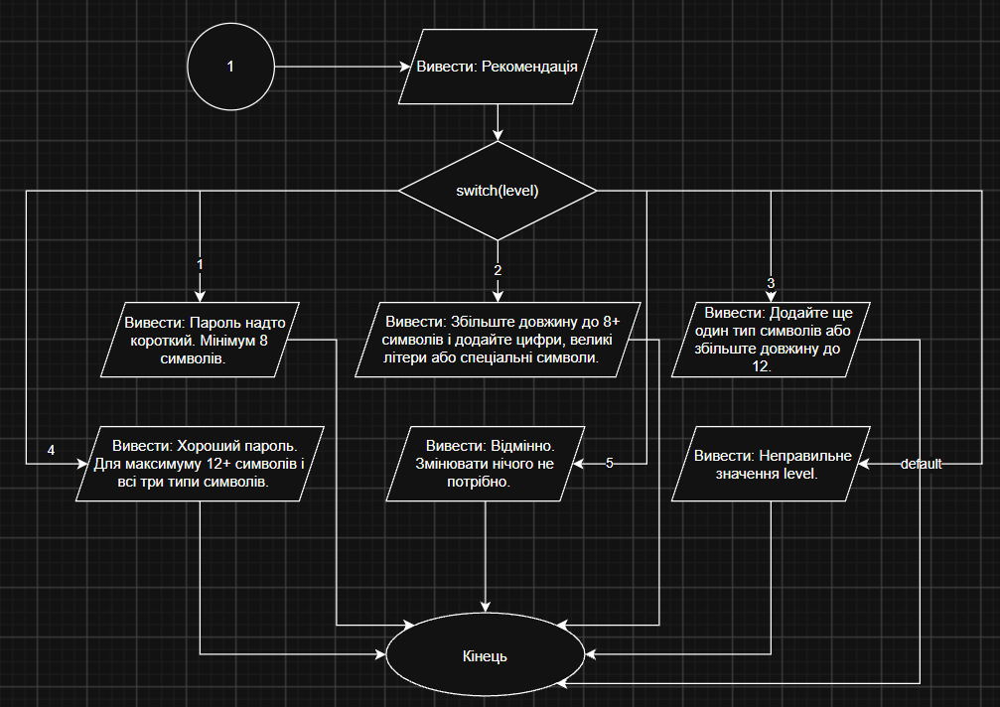 1
Вивести: Рекомендація
switch(level)
1
2
3
Вивести: Пароль надто
короткий. Мінімум 8
символів.
Вивести: Збільште довжину до 8+
символів і додайте цифри, великі
літери або спеціальні символи.
Вивести: Додайте ще
один тип символів або
збільште довжину до
12.
4
Вивести: Хороший пароль.
Для максимуму 12+ символів і
всі три типи символів.
Вивести: Відмінно.
Змінювати нічого не
потрібно.
5
Вивести: Неправильне
значення level.
default
Кінець